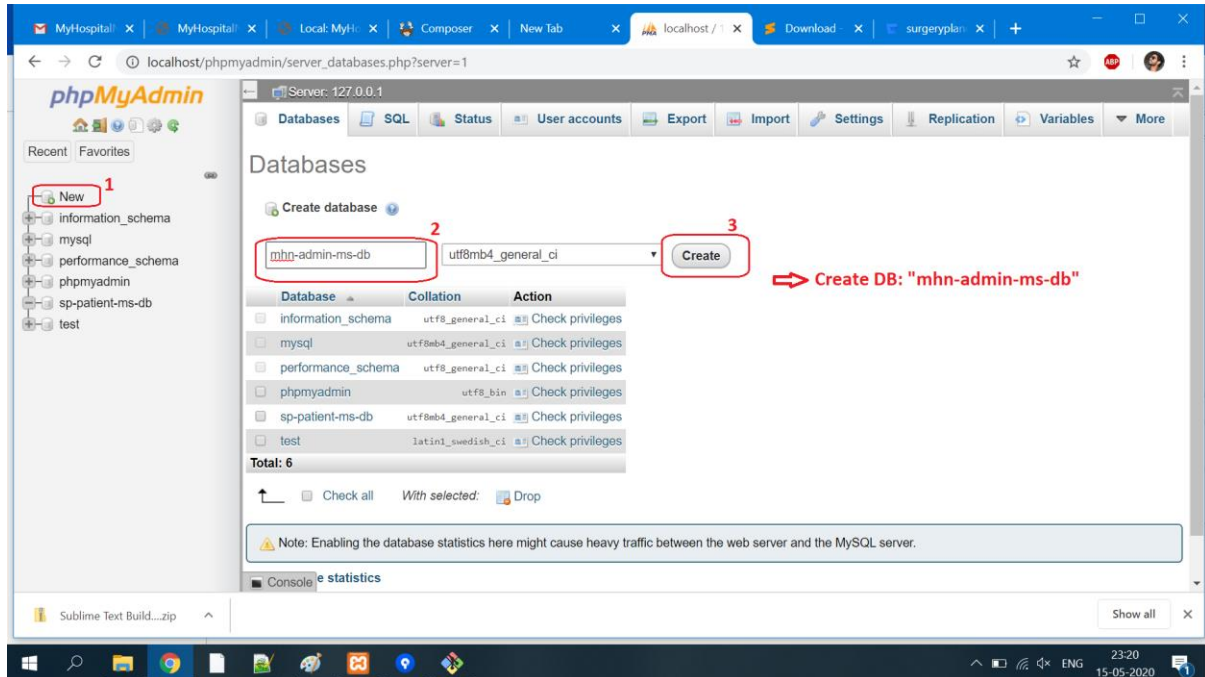 MyHospitalI
MyHospital
Local: MyHo
Composer
New Tab
localhost / 1
Download -
surgeryplan
localhost/phpmyadmin/server_databases.php?server=1
ABP
phpMyAdmin
Recent Favorites
1
New
information_schema
mysql
performance_schema
phpmyadmin
sp-patient-ms-db
test
Server: 127.0.0.1
Databases SQL Status User accounts Export Import Settings Replication Variables More
Databases
Create database
2 3
mhn-admin-ms-db utf8mb4_general_ci Create
Create DB: "mhn-admin-ms-db"
Database Collation Action
information_schema utf8_general_ci Check privileges
mysql utf8mb4_general_ci Check privileges
performance_schema utf8_general_ci Check privileges
phpmyadmin utf8_bin Check privileges
sp-patient-ms-db utf8mb4_general_ci Check privileges
test latin1_swedish_ci Check privileges
Total: 6
Check all With selected: Drop
Note: Enabling the database statistics here might cause heavy traffic between the web server and the MySQL server.
Console e statistics
Sublime Text Build....zip Show all
ENG
23:20
15-05-2020
1